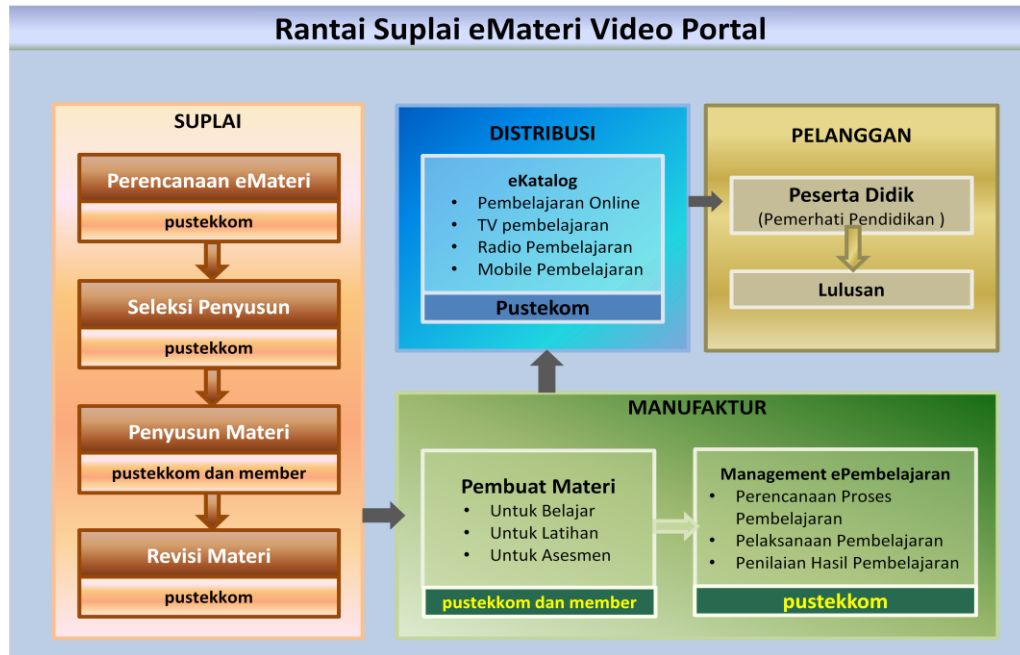 Rantai Suplai eMateri Video Portal
SUPLAI
Perencanaan eMateri
pustekkom
Seleksi Penyusun
pustekkom
Penyusun Materi
pustekkom dan member
Revisi Materi
pustekkom
DISTRIBUSI
eKatalog
• Pembelajaran Online
• TV pembelajaran
• Radio Pembelajaran
• Mobile Pembelajaran
Pustekom
PELANGGAN
Peserta Didik
(Pemerhati Pendidikan )
Lulusan
MANUFAKTUR
Pembuat Materi
• Untuk Belajar
• Untuk Latihan
• Untuk Asesmen
pustekkom dan member
Management ePembelajaran
• Perencanaan Proses
Pembelajaran
• Pelaksanaan Pembelajaran
• Penilaian Hasil Pembelajaran
pustekkom